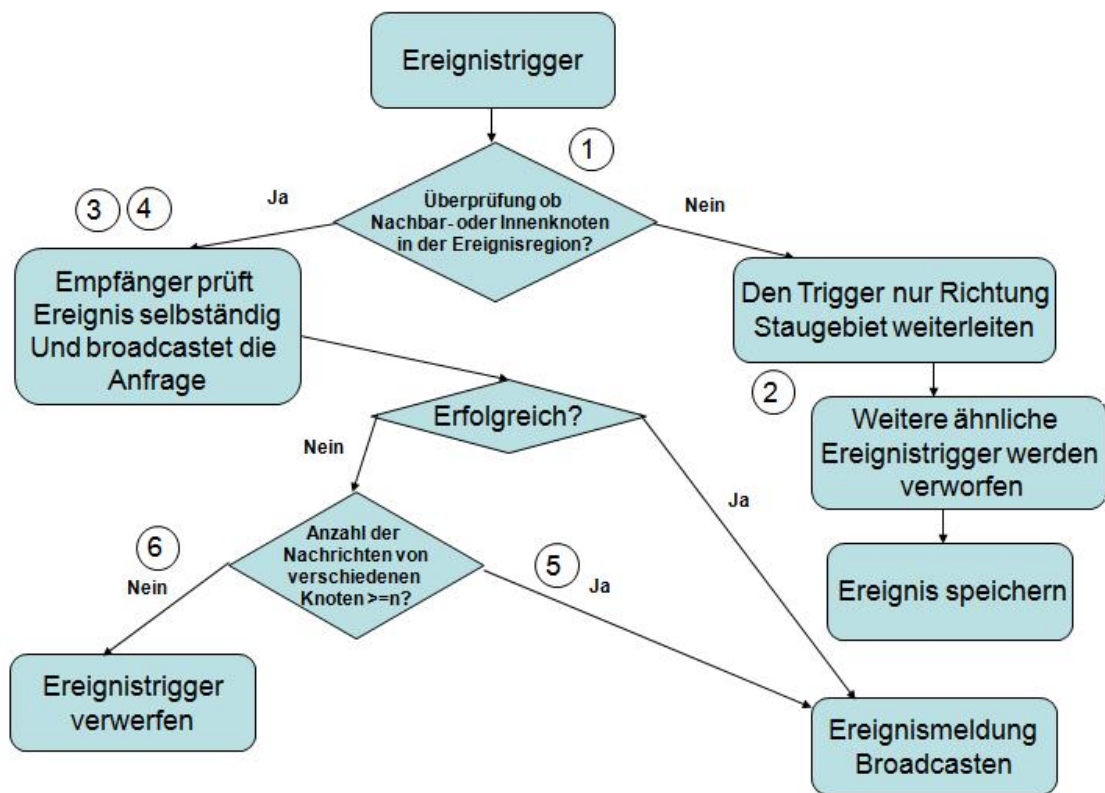 Ereignistrigger
1
Überprüfung ob
Nachbar- oder Innenknoten
in der Ereignisregion?
Ja
Nein
3 4
Empfänger prüft
Ereignis selbständig
Und broadcastet die
Anfrage
Den Trigger nur Richtung
Staugebiet weiterleiten
2
Erfolgreich?
Nein
Ja
Weitere ähnliche
Ereignistrigger werden
verworfen
Anzahl der
Nachrichten von
verschiedenen
Knoten >=n?
6
Nein
5
Ja
Ereignis speichern
Ereignistrigger
verwerfen
Ereignismeldung
Broadcasten